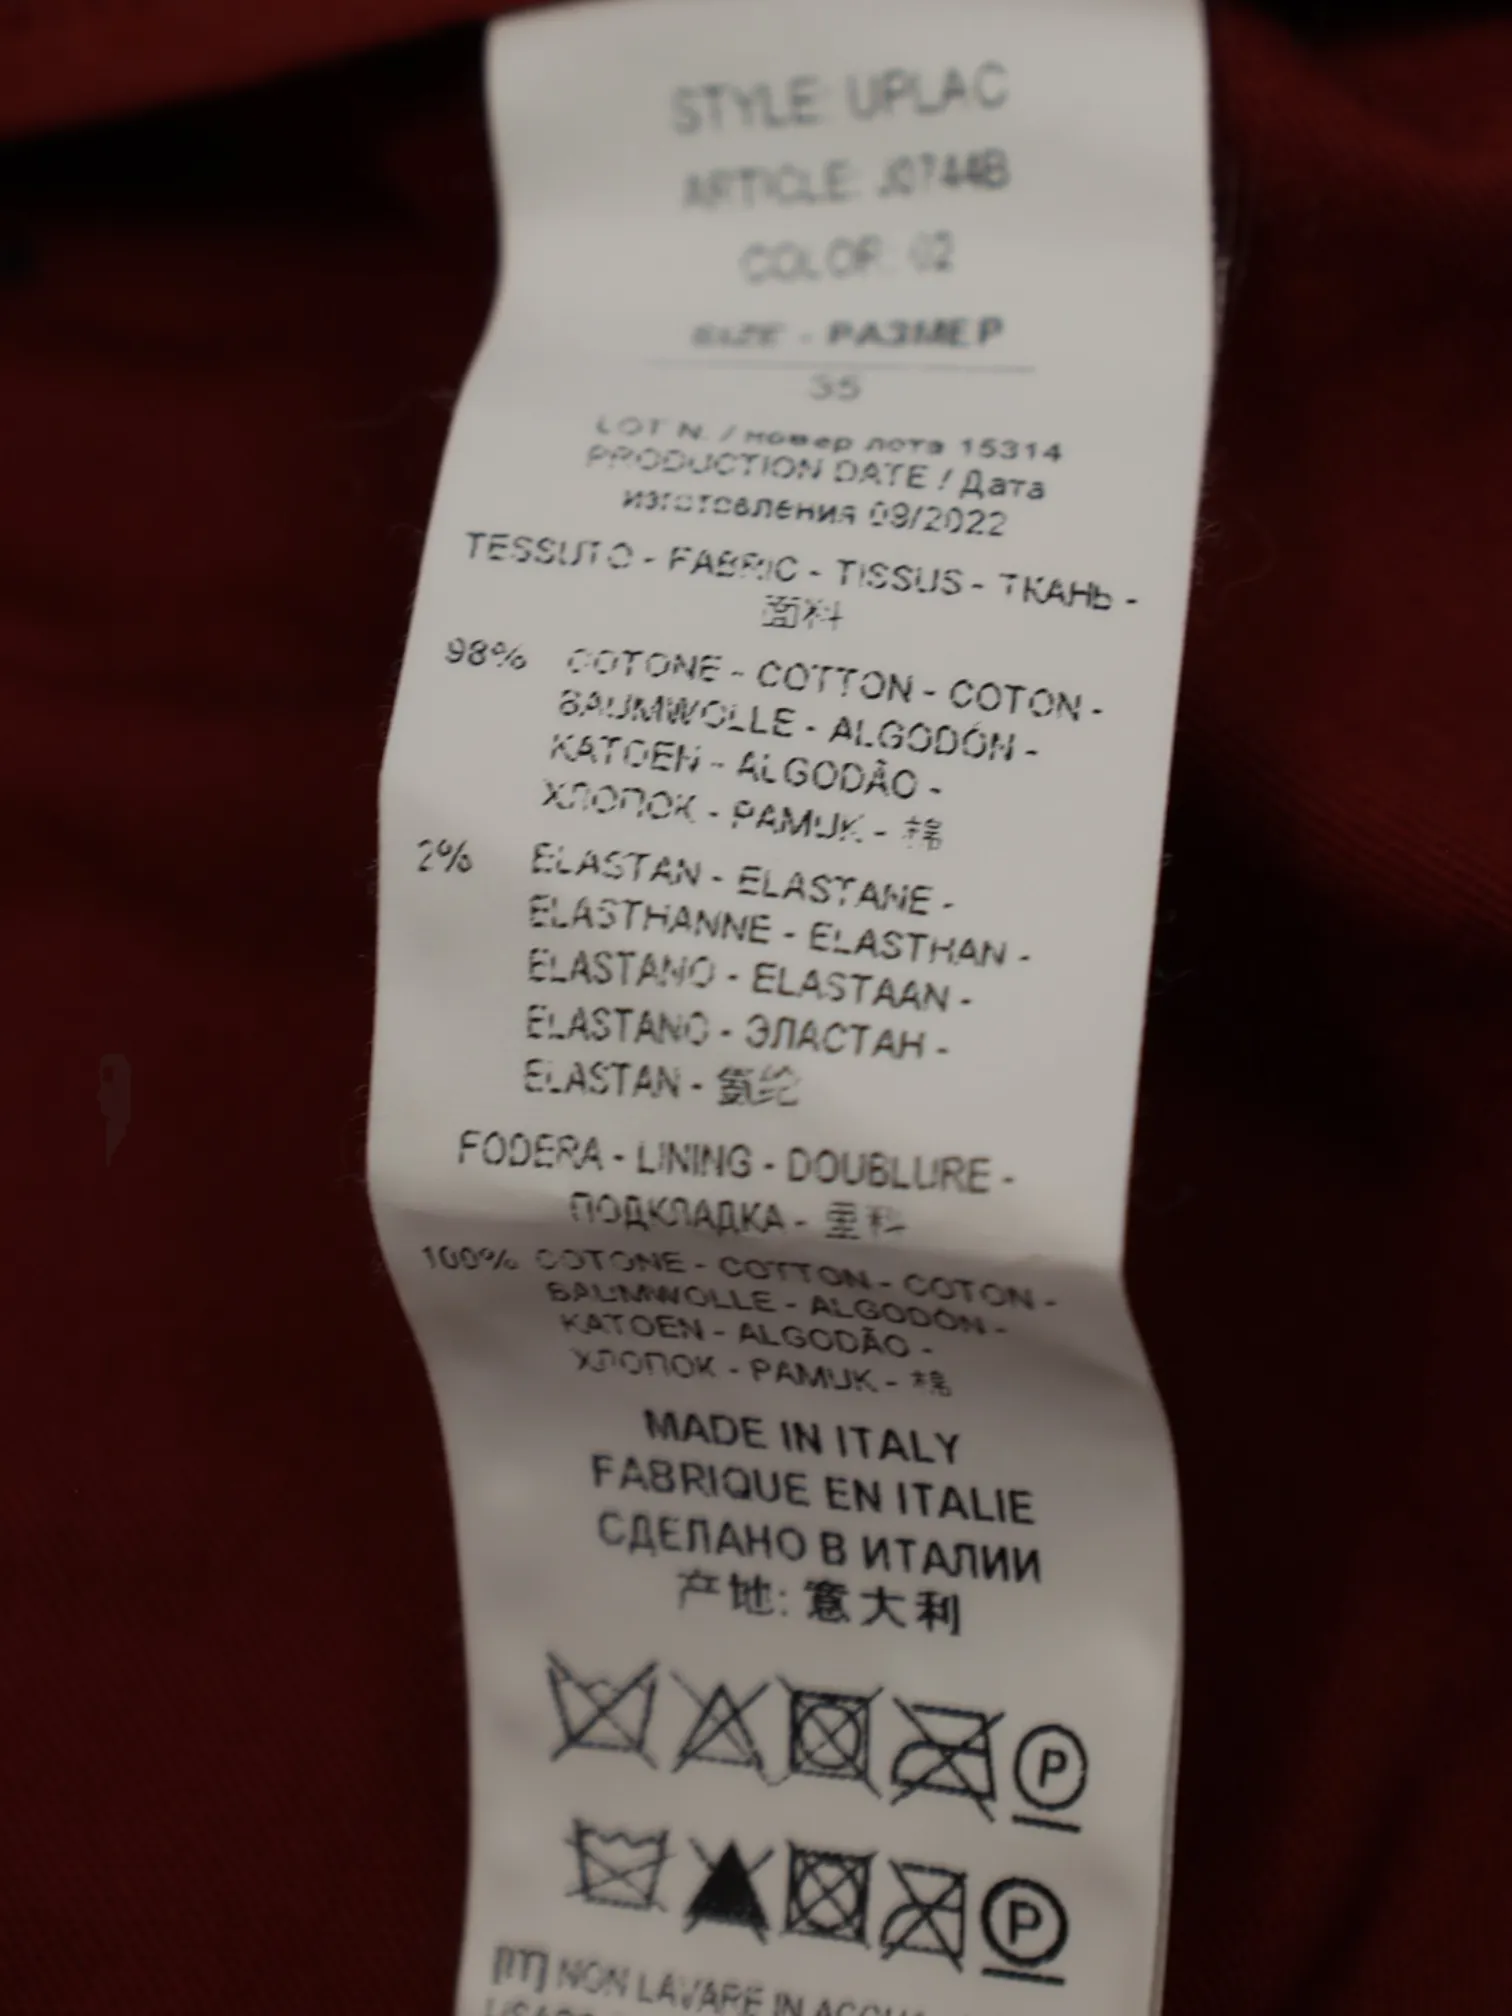 STYLE: UPLAC
ARTICLE: J0744B
COLOR: 02
SIZE - РАЗМЕР
35
LOT N. / номер лота 15314
PRODUCTION DATE / Дата
изготовления 09/2022
TESSUTO - FABRIC - TISSUS - ТКАНЬ -
面料
98% COTONE - COTTON - COTON -
BAUMWOLLE - ALGODÓN -
KATOEN - ALGODÃO -
ХЛОПОК - PAMUK - 棉
2% ELASTAN - ELASTANE -
ELASTHANNE - ELASTHAN -
ELASTANO - ELASTAAN -
ELASTANO - ЭЛАСТАН -
ELASTAN - 氨纶
FODERA - LINING - DOUBLURE -
ПОДКЛАДКА - 里料
100% COTONE - COTTON - COTON -
BAUMWOLLE - ALGODÓN -
KATOEN - ALGODÃO -
ХЛОПОК - PAMUK - 棉
MADE IN ITALY
FABRIQUE EN ITALIE
СДЕЛАНО В ИТАЛИИ
产地: 意大利
P
P
[IT] NON LAVARE IN